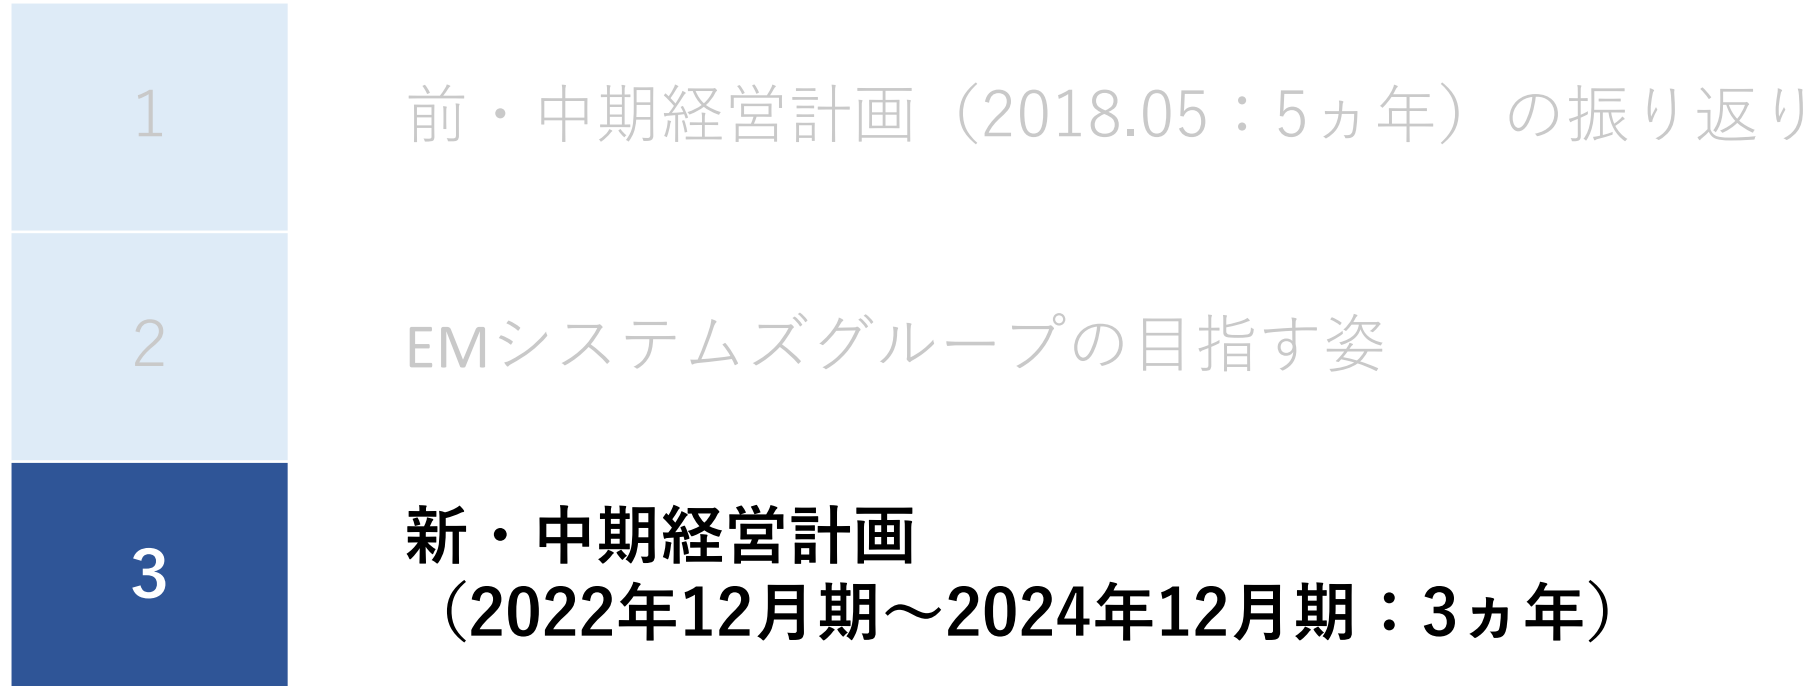 1
前・中期経営計画（2018.05：5ヵ年）の振り返り
2
EMシステムズグループの目指す姿
3
新・中期経営計画
（2022年12月期～2024年12月期：3ヵ年）